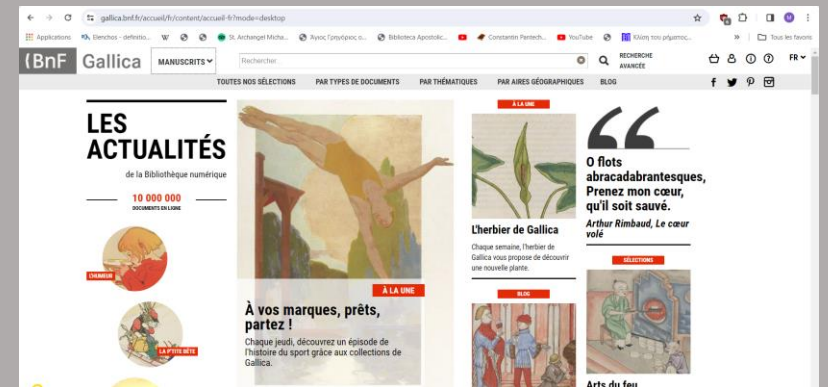 gallica.bnf.fr/accueil/fr/content/accueil-fr?mode=desktop
Applications
Elenchos - definitio...
St. Archangel Micha...
Άγιος Γρηγόριος ο...
Biblioteca Apostolic...
Constantin Pantech...
YouTube
Κλίση του ρήματος...
»
Tous les favoris
{BnF Gallica
MANUSCRITS
Rechercher...
RECHERCHE
AVANCÉE
FR
TOUTES NOS SÉLECTIONS PAR TYPES DE DOCUMENTS PAR THÉMATIQUES PAR AIRES GÉOGRAPHIQUES BLOG
LES
ACTUALITÉS
de la Bibliothèque numérique
10 000 000
DOCUMENTS EN LIGNE
L'HUMEUR
LA P'TITE BÊTE
À LA UNE
À vos marques, prêts,
partez !
Chaque jeudi, découvrez un épisode de
l'histoire du sport grâce aux collections de
Gallica.
À LA UNE
L'herbier de Gallica
Chaque semaine, l'herbier de
Gallica vous propose de découvrir
une nouvelle plante.
BLOG
O flots
abracadabrantesques,
Prenez mon cœur,
qu'il soit sauvé.
Arthur Rimbaud, Le cœur
volé
SÉLECTIONS
Arts du feu